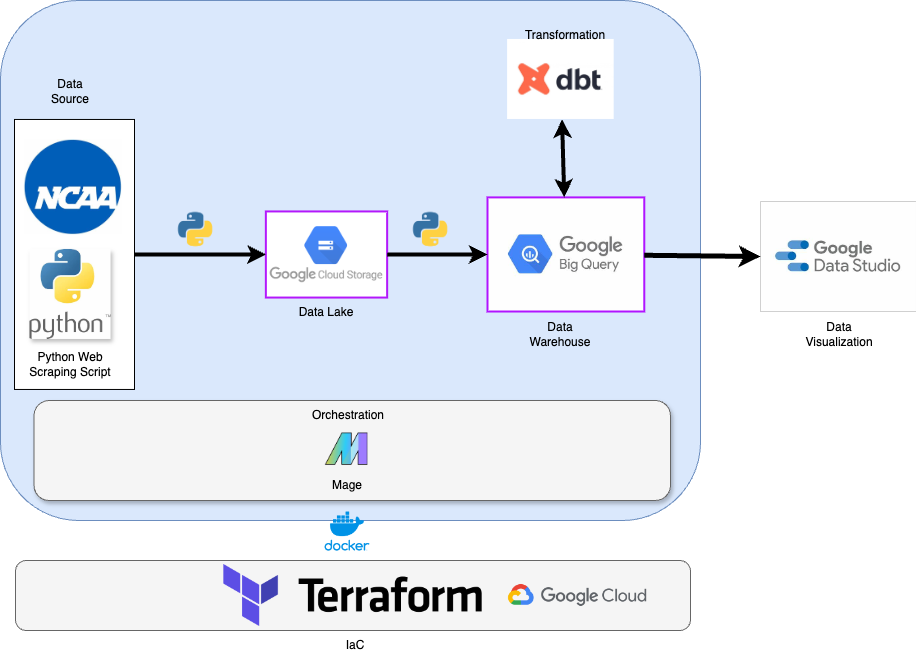 Transformation
dbt
Data
Source
NCAA
python™
Python Web
Scraping Script
Google Cloud Storage
Data Lake
Google
Big Query
Data
Warehouse
Google
Data Studio
Data
Visualization
Orchestration
Mage
docker
Terraform
Google Cloud
IaC